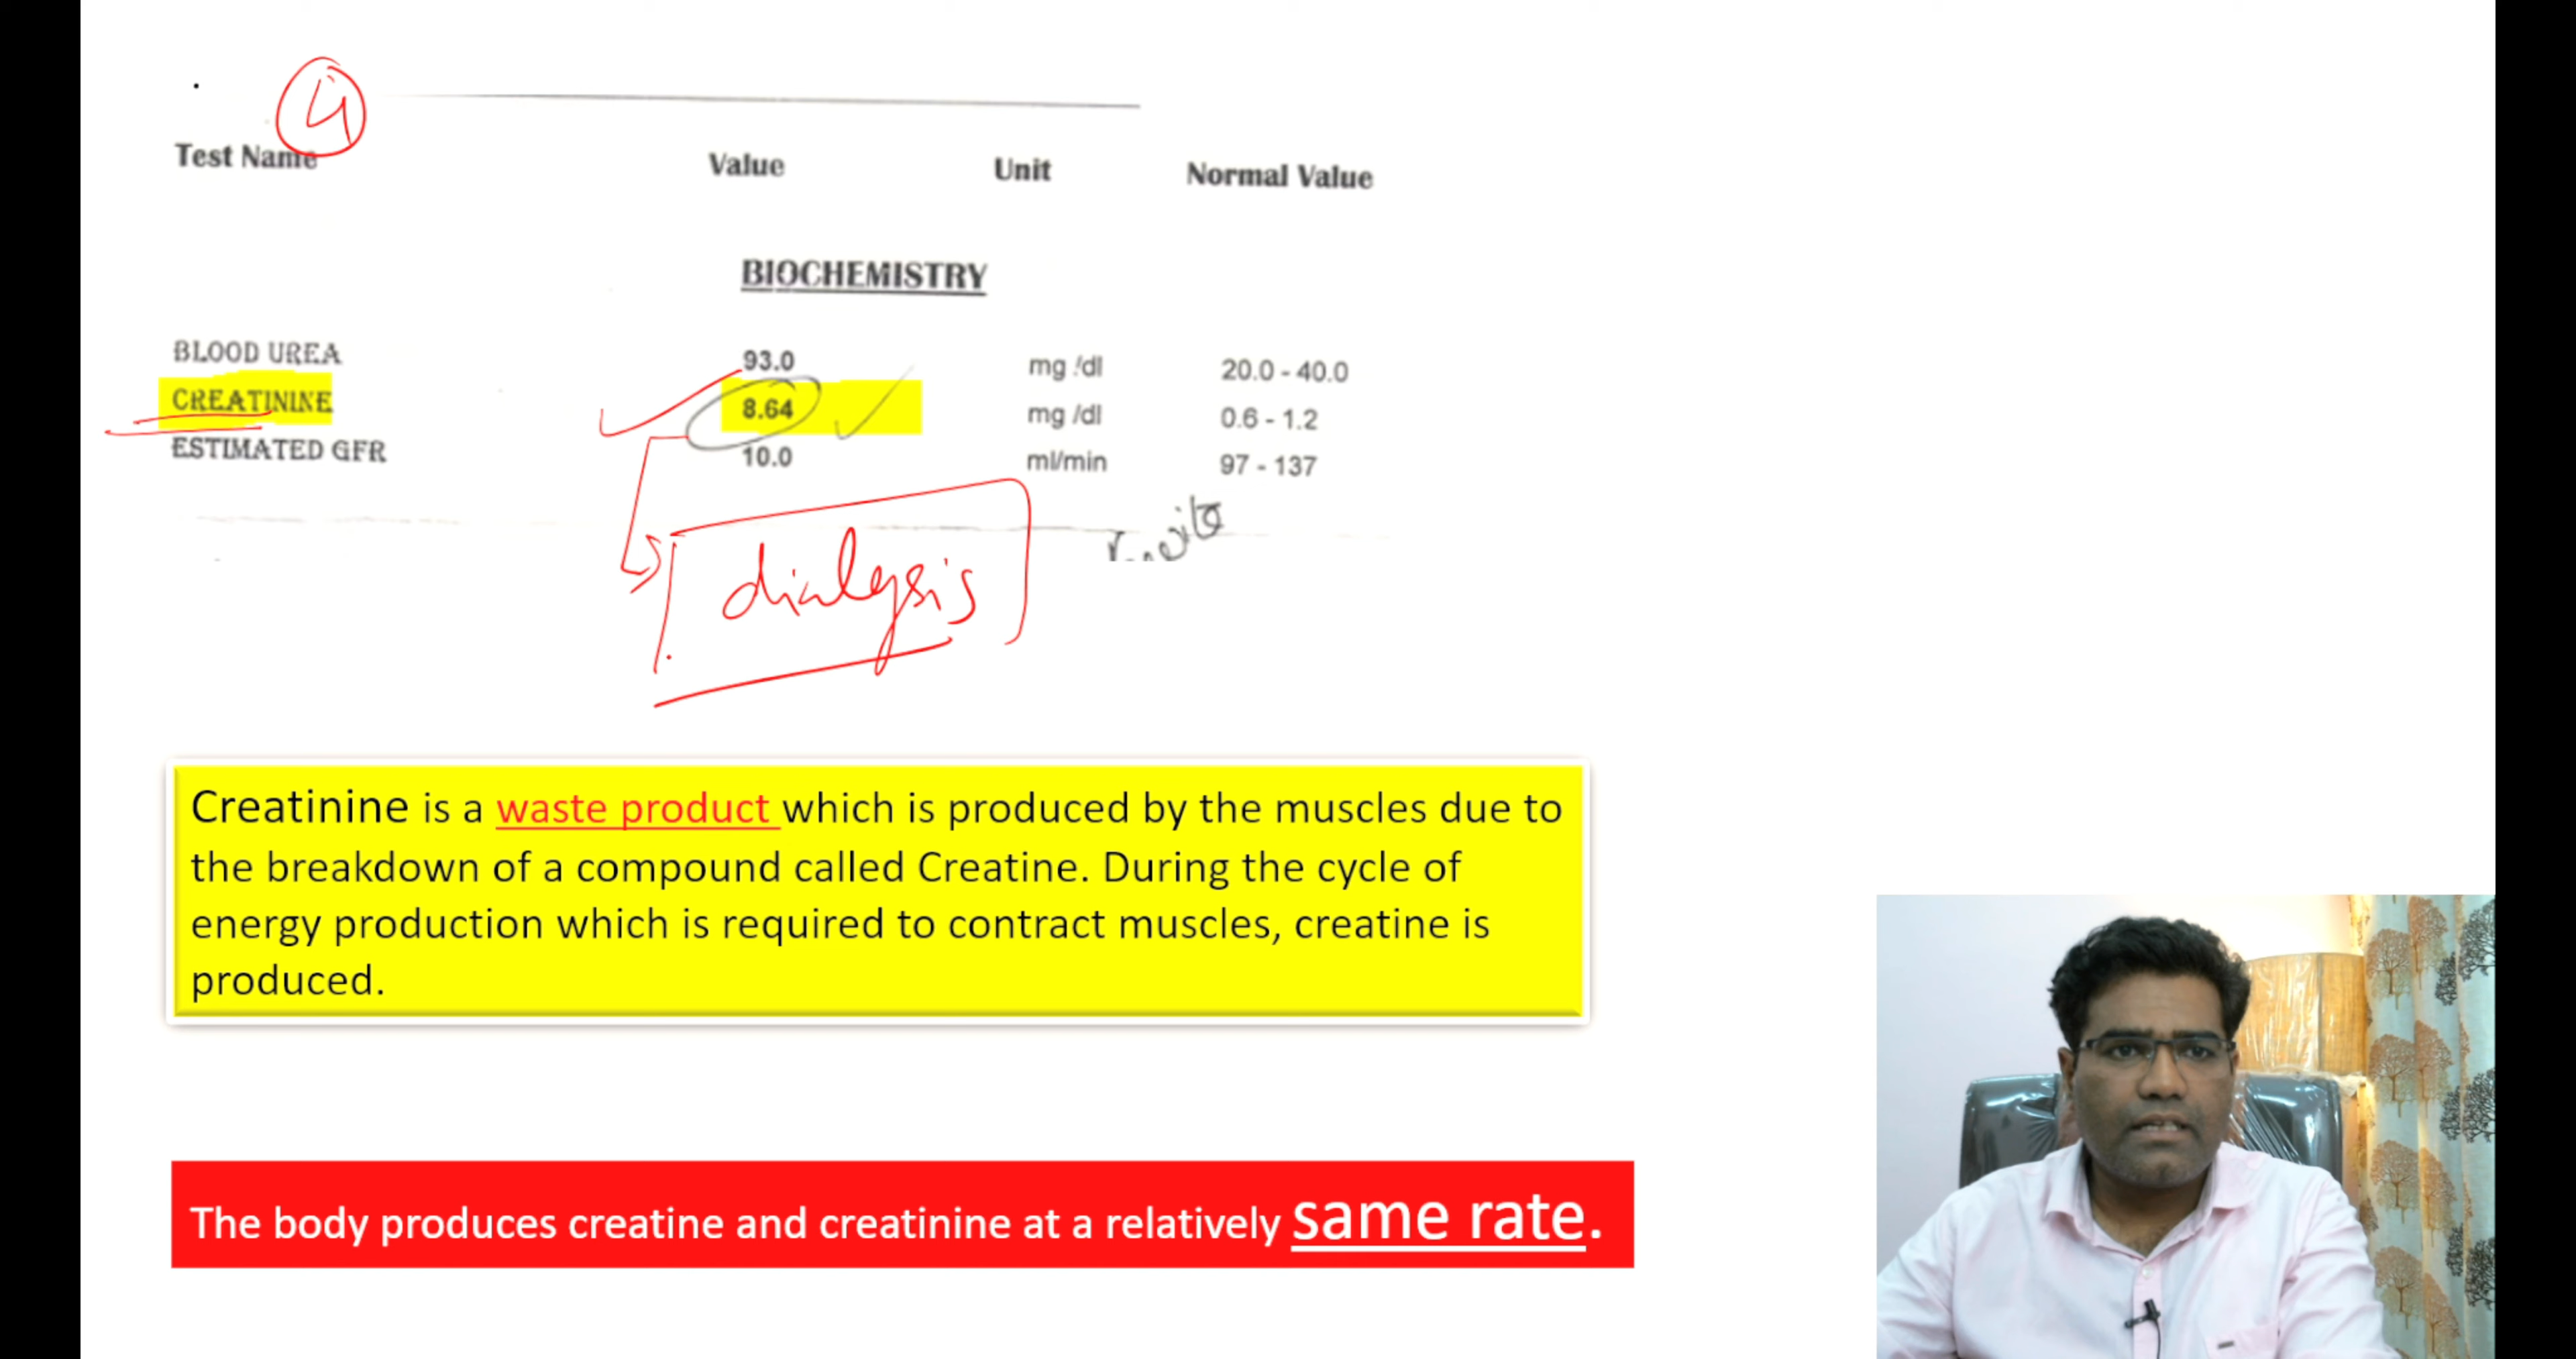 4
Test Name Value Unit Normal Value
BIOCHEMISTRY
BLOOD UREA 93.0 mg /dl 20.0 - 40.0
CREATININE 8.64 mg /dl 0.6 - 1.2
ESTIMATED GFR 10.0 ml/min 97 - 137
dialysis
Creatinine is a waste product which is produced by the muscles due to
the breakdown of a compound called Creatine. During the cycle of
energy production which is required to contract muscles, creatine is
produced.
The body produces creatine and creatinine at a relatively same rate.